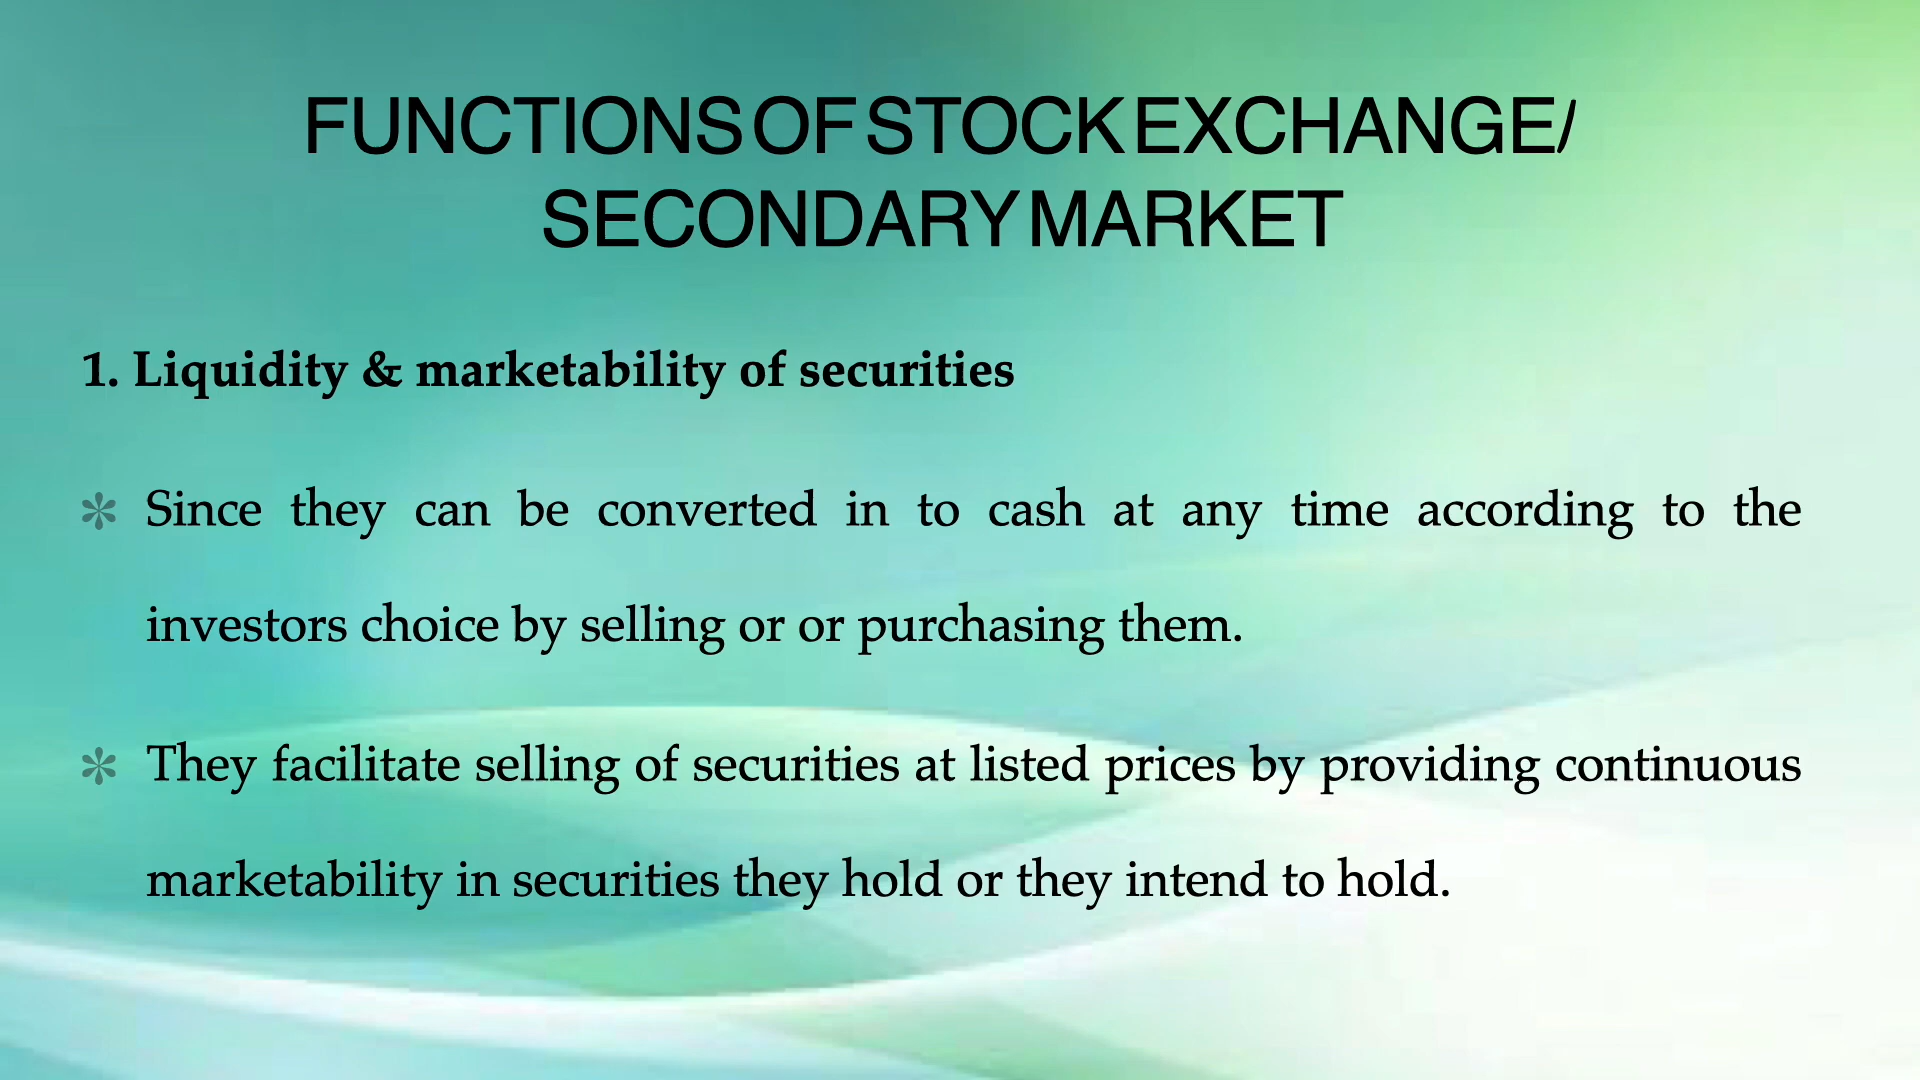 FUNCTIONS OF STOCK EXCHANGE/
SECONDARY MARKET
1. Liquidity & marketability of securities
✻ Since they can be converted in to cash at any time according to the
investors choice by selling or or purchasing them.
✻ They facilitate selling of securities at listed prices by providing continuous
marketability in securities they hold or they intend to hold.